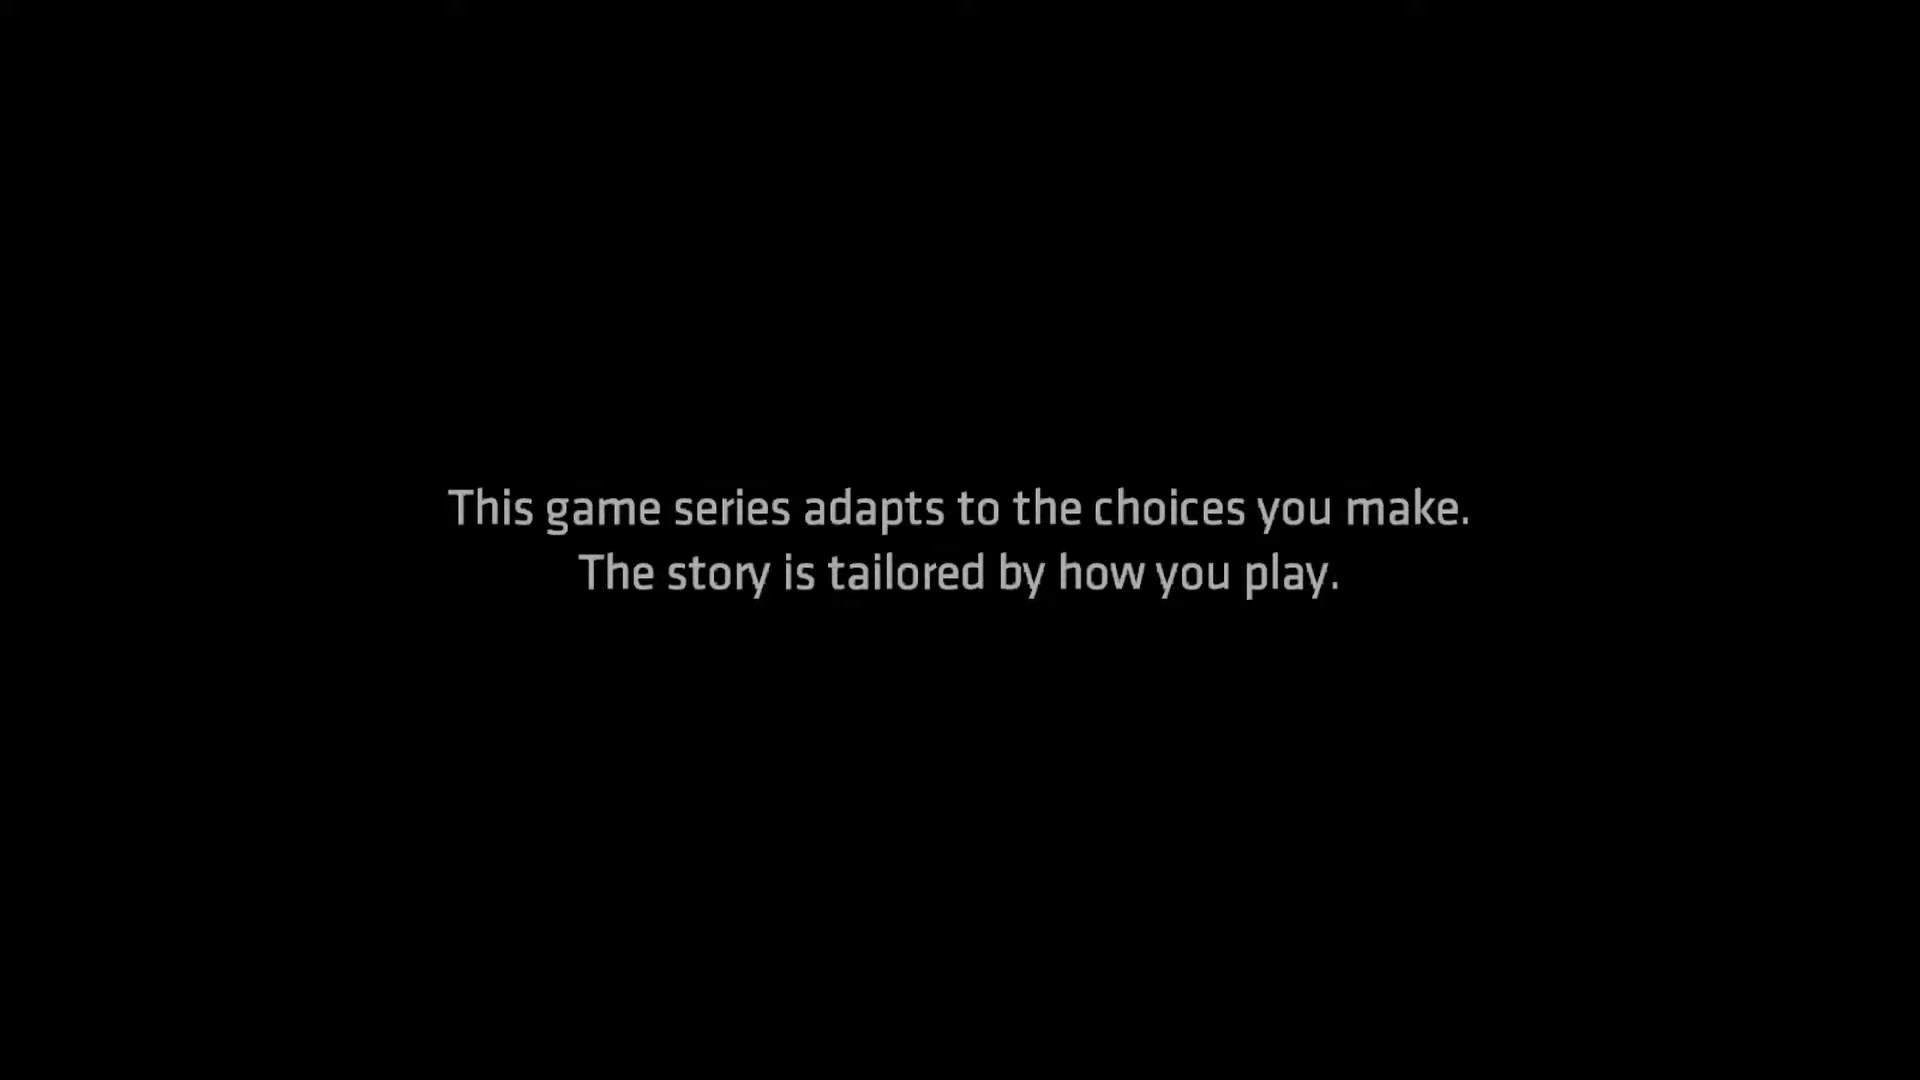 This game series adapts to the choices you make.
The story is tailored by how you play.